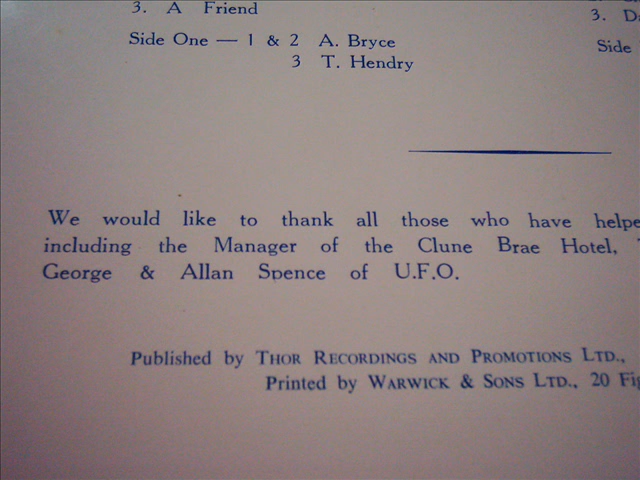 3. A Friend
Side One — 1 & 2 A. Bryce
3 T. Hendry
3.
Side
We would like to thank all those who have helpe
including the Manager of the Clune Brae Hotel,
George & Allan Spence of U.F.O.
Published by THOR RECORDINGS AND PROMOTIONS LTD.,
Printed by WARWICK & SONS LTD., 20 Fig